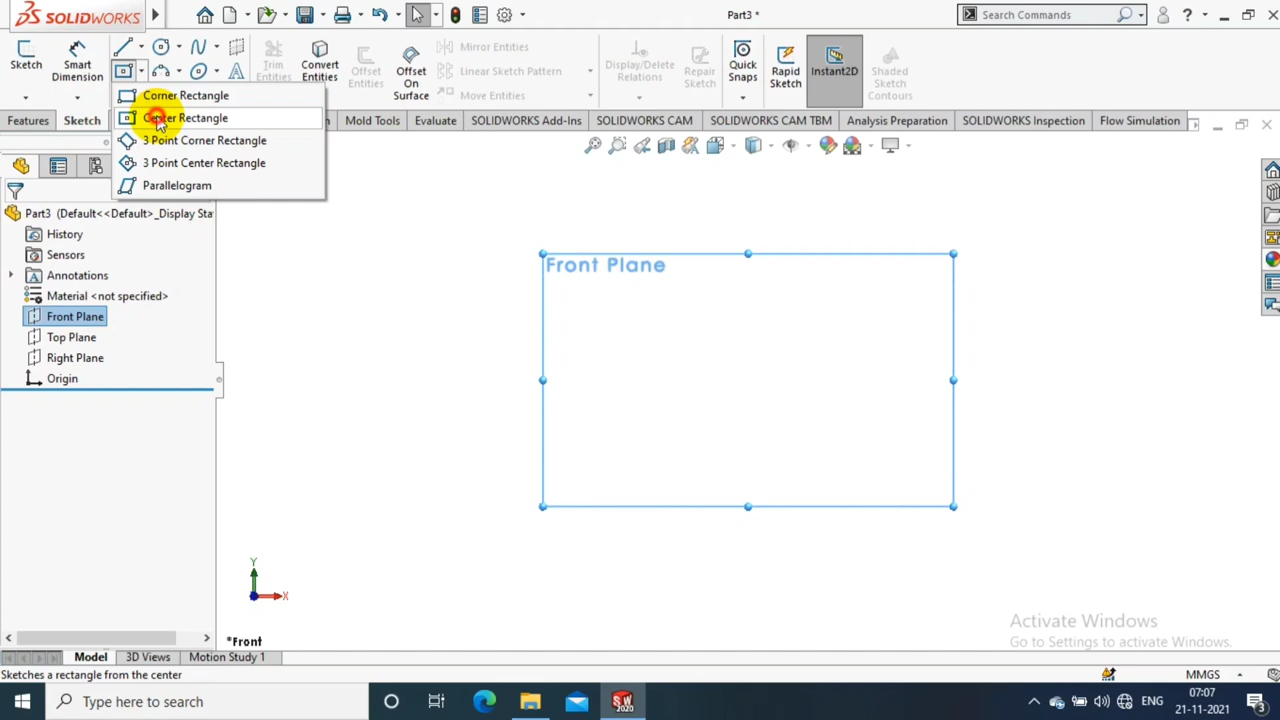 SOLIDWORKS
Part3 *
Search Commands
Sketch
Smart Dimension
Trim Entities
Convert Entities
Offset Entities
Offset On Surface
Mirror Entities
Linear Sketch Pattern
Move Entities
Display/Delete Relations
Repair Sketch
Quick Snaps
Rapid Sketch
Instant2D
Shaded Sketch Contours
Corner Rectangle
Center Rectangle
3 Point Corner Rectangle
3 Point Center Rectangle
Parallelogram
Features
Sketch
Mold Tools
Evaluate
SOLIDWORKS Add-Ins
SOLIDWORKS CAM
SOLIDWORKS CAM TBM
Analysis Preparation
SOLIDWORKS Inspection
Flow Simulation
Part3 (Default<<Default>_Display Sta
History
Sensors
Annotations
Material <not specified>
Front Plane
Top Plane
Right Plane
Origin
Front Plane
Y
X
*Front
Activate Windows
Go to Settings to activate Windows.
Model
3D Views
Motion Study 1
Sketches a rectangle from the center
MMGS
Type here to search
SW
2020
ENG
07:07
21-11-2021
3